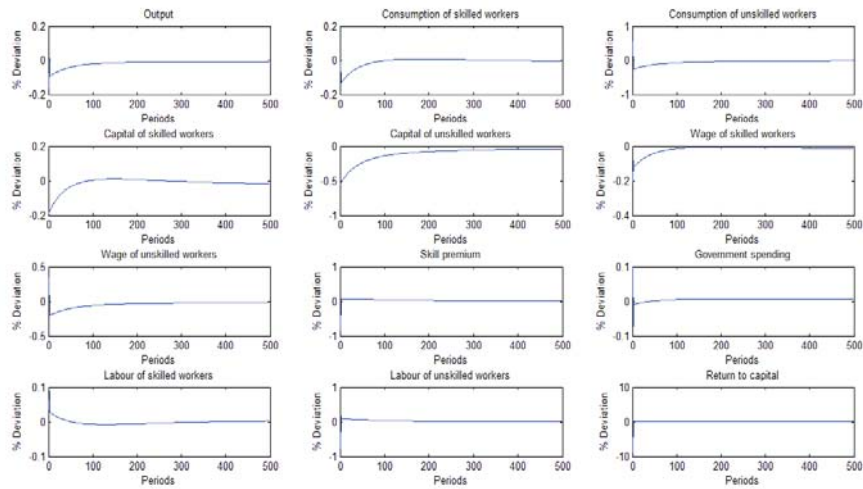 Output
Consumption of skilled workers
Consumption of unskilled workers
% Deviation
0.2
0
-0.2
0 100 200 300 400 500
Periods
% Deviation
0.2
0
-0.2
0 100 200 300 400 500
Periods
% Deviation
1
0
-1
0 100 200 300 400 500
Periods
Capital of skilled workers
Capital of unskilled workers
Wage of skilled workers
% Deviation
0.2
0
-0.2
0 100 200 300 400 500
Periods
% Deviation
0
-0.5
-1
0 100 200 300 400 500
Periods
% Deviation
0
-0.2
-0.4
0 100 200 300 400 500
Periods
Wage of unskilled workers
Skill premium
Government spending
% Deviation
0.5
0
-0.5
0 100 200 300 400 500
Periods
% Deviation
1
0
-1
0 100 200 300 400 500
Periods
% Deviation
0.1
0
-0.1
0 100 200 300 400 500
Periods
Labour of skilled workers
Labour of unskilled workers
Return to capital
% Deviation
0.1
0
-0.1
0 100 200 300 400 500
Periods
% Deviation
1
0
-1
0 100 200 300 400 500
Periods
% Deviation
10
0
-10
0 100 200 300 400 500
Periods